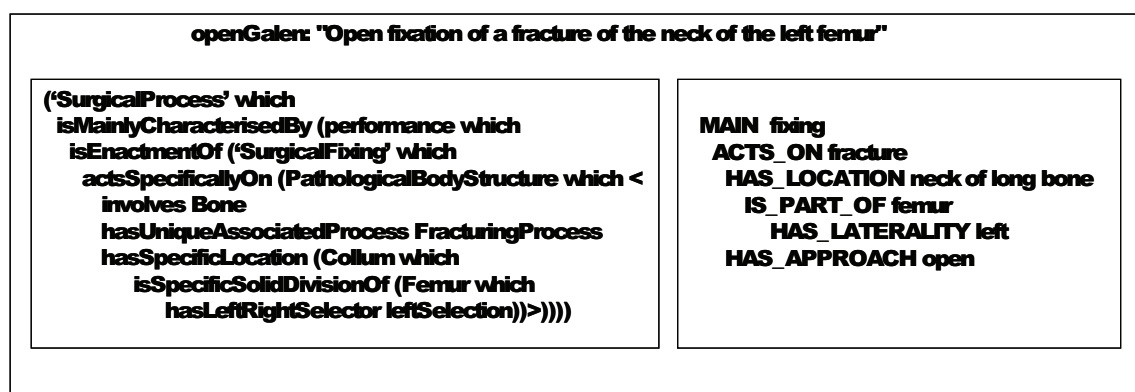 openGalen: "Open fixation of a fracture of the neck of the left femur"
('SurgicalProcess' which
isMainlyCharacterisedBy (performance which
isEnactmentOf ('SurgicalFixing' which
actsSpecificallyOn (PathologicalBodyStructure which <
involves Bone
hasUniqueAssociatedProcess FracturingProcess
hasSpecificLocation (Collum which
isSpecificSolidDivisionOf (Femur which
hasLeftRightSelector leftSelection))>))))
MAIN fixing
ACTS_ON fracture
HAS_LOCATION neck of long bone
IS_PART_OF femur
HAS_LATERALITY left
HAS_APPROACH open